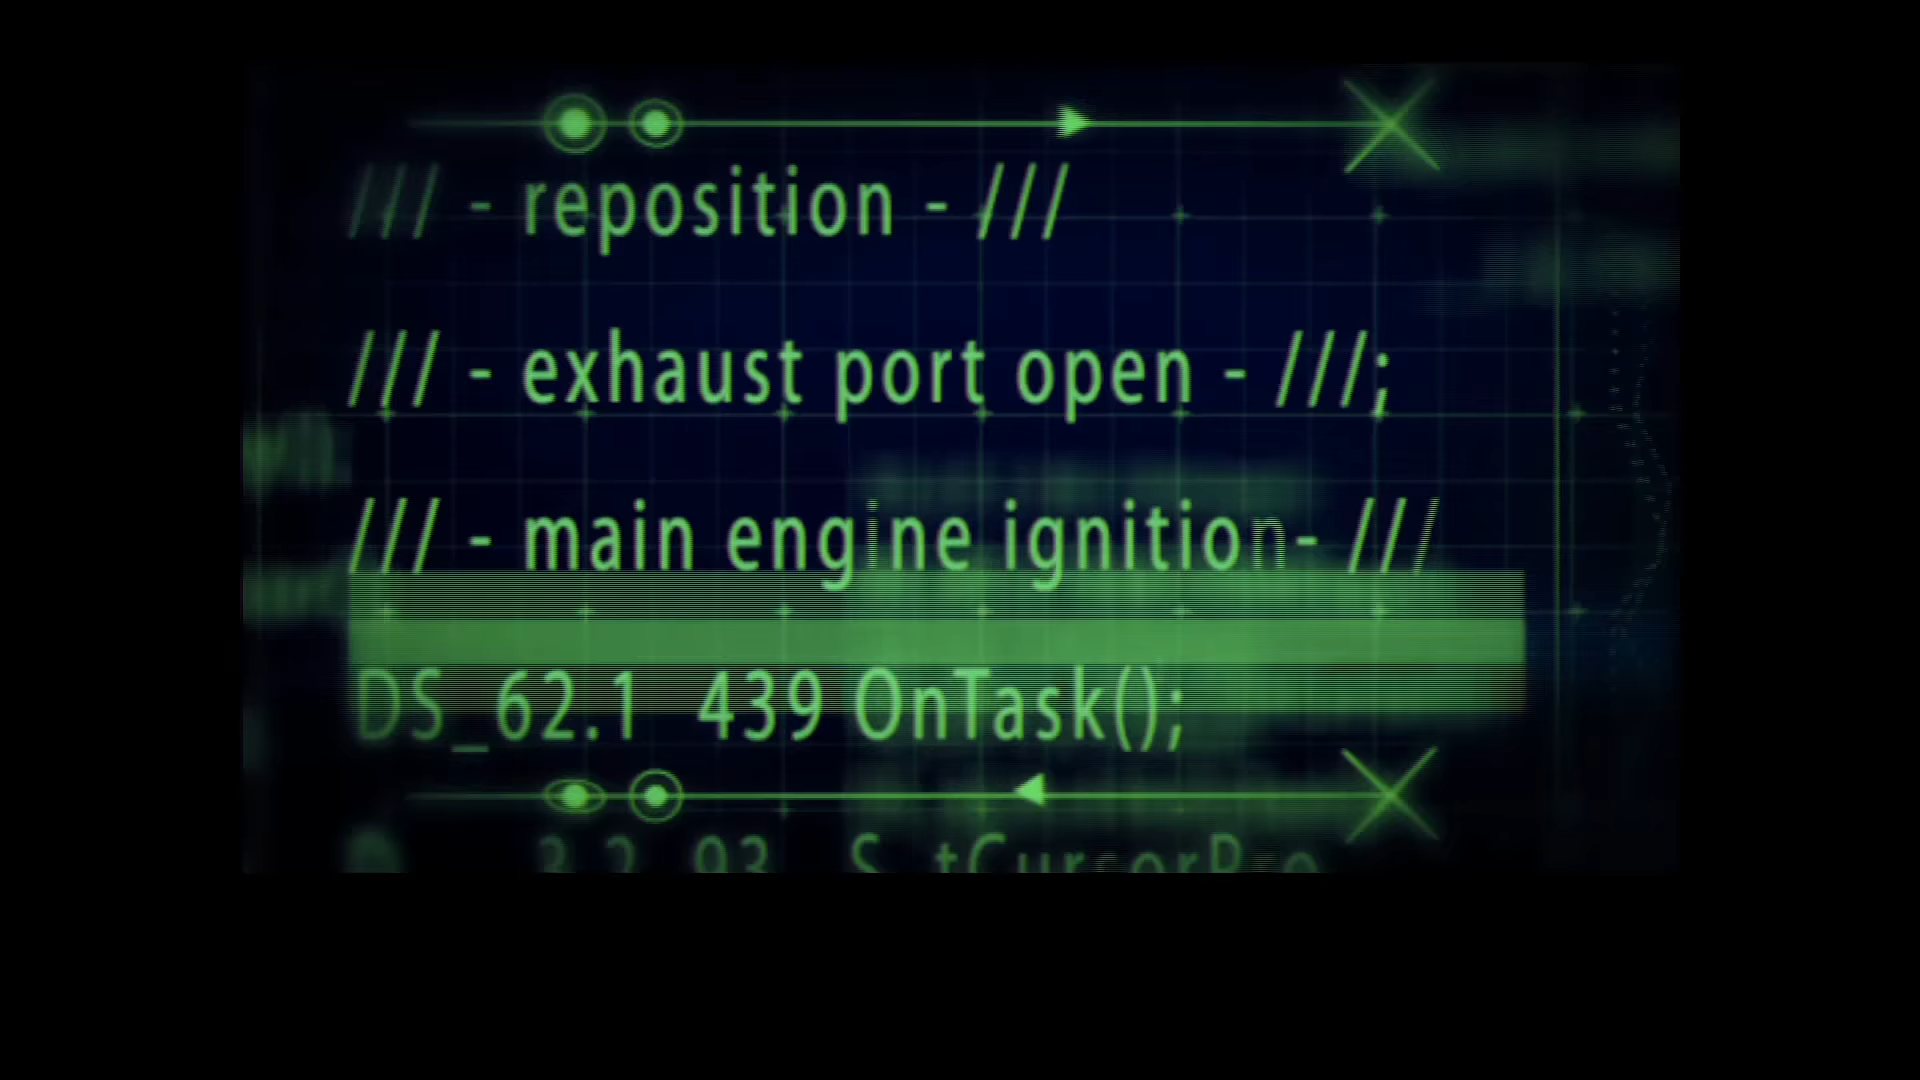 /// - reposition - ///
/// - exhaust port open - ///;
/// - main engine ignition- ///
DS_62.1 439 OnTask();